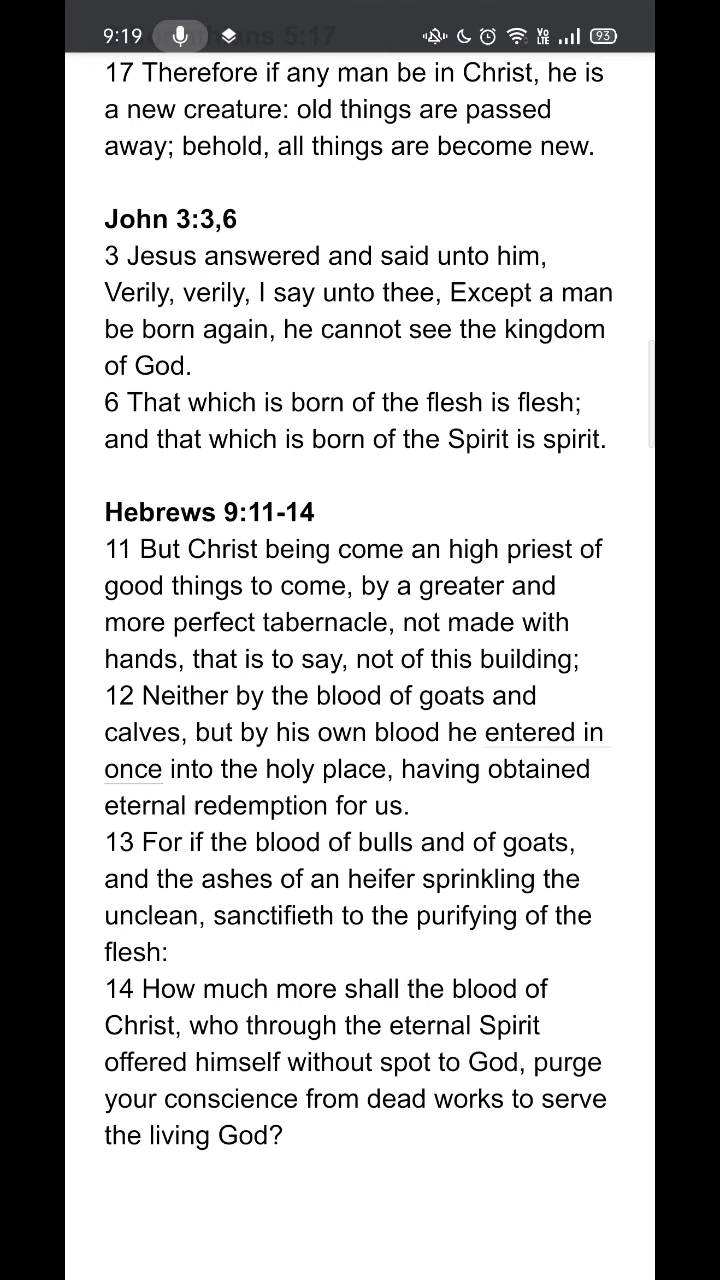 9:19
VoLTE
93
ans 5:17
17 Therefore if any man be in Christ, he is
a new creature: old things are passed
away; behold, all things are become new.
John 3:3,6
3 Jesus answered and said unto him,
Verily, verily, I say unto thee, Except a man
be born again, he cannot see the kingdom
of God.
6 That which is born of the flesh is flesh;
and that which is born of the Spirit is spirit.
Hebrews 9:11-14
11 But Christ being come an high priest of
good things to come, by a greater and
more perfect tabernacle, not made with
hands, that is to say, not of this building;
12 Neither by the blood of goats and
calves, but by his own blood he entered in
once into the holy place, having obtained
eternal redemption for us.
13 For if the blood of bulls and of goats,
and the ashes of an heifer sprinkling the
unclean, sanctifieth to the purifying of the
flesh:
14 How much more shall the blood of
Christ, who through the eternal Spirit
offered himself without spot to God, purge
your conscience from dead works to serve
the living God?